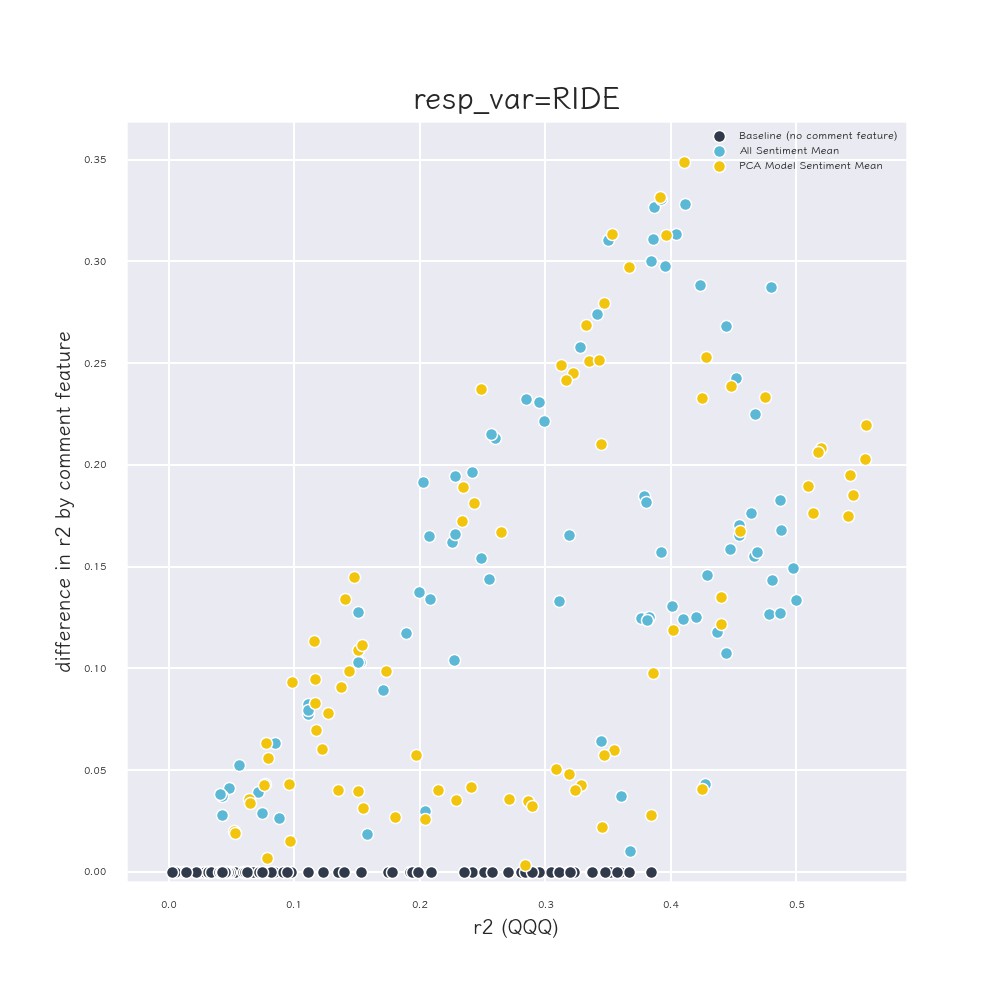 resp_var=RIDE
Baseline (no comment feature)
All Sentiment Mean
PCA Model Sentiment Mean
0.35
0.30
0.25
0.20
0.15
0.10
0.05
0.00
difference in r2 by comment feature
0.0 0.1 0.2 0.3 0.4 0.5
r2 (QQQ)